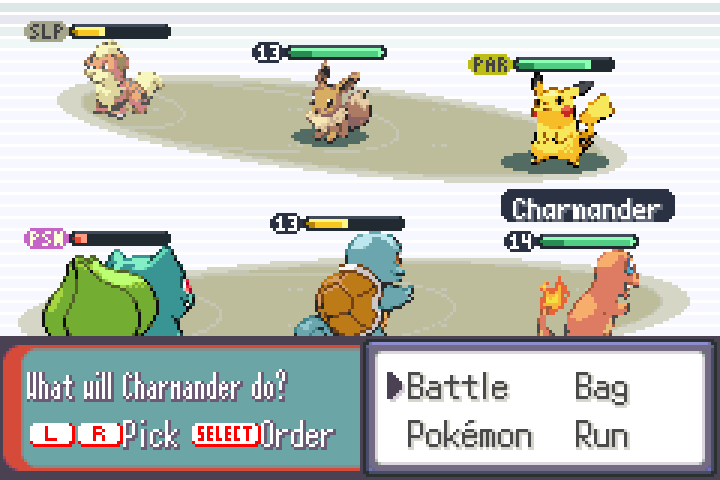 SLP
13
PAR
Charmander
PSN
13
14
What will Charmander do?
L R Pick SELECT Order
Battle Bag
Pokémon Run